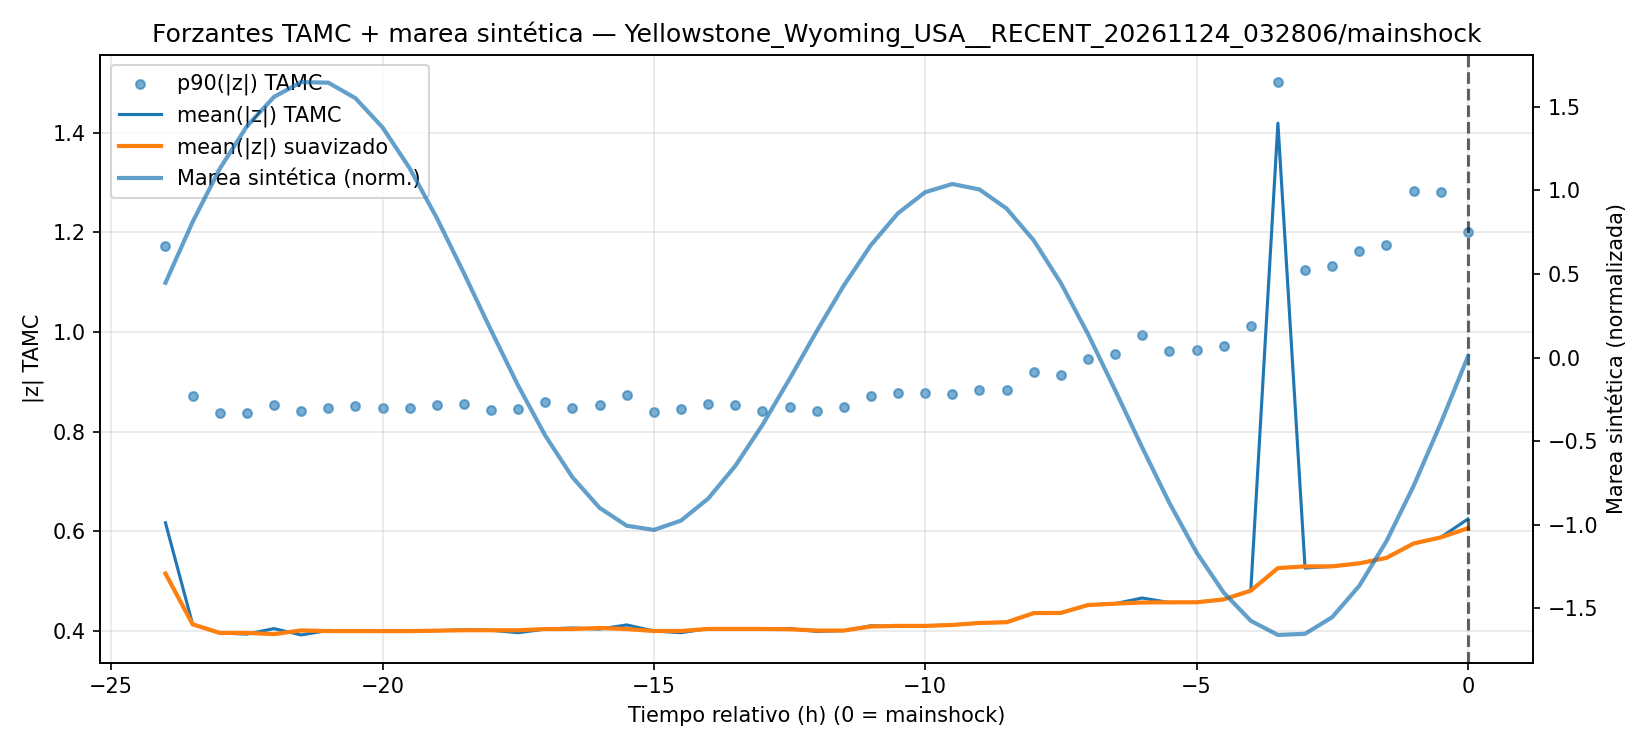 Forzantes TAMC + marea sintética — Yellowstone_Wyoming_USA__RECENT_20261124_032806/mainshock
p90(|z|) TAMC
mean(|z|) TAMC
mean(|z|) suavizado
Marea sintética (norm.)
|z| TAMC
1.4
1.2
1.0
0.8
0.6
0.4
1.5
1.0
0.5
0.0
−0.5
−1.0
−1.5
Marea sintética (normalizada)
−25 −20 −15 −10 −5 0
Tiempo relativo (h) (0 = mainshock)